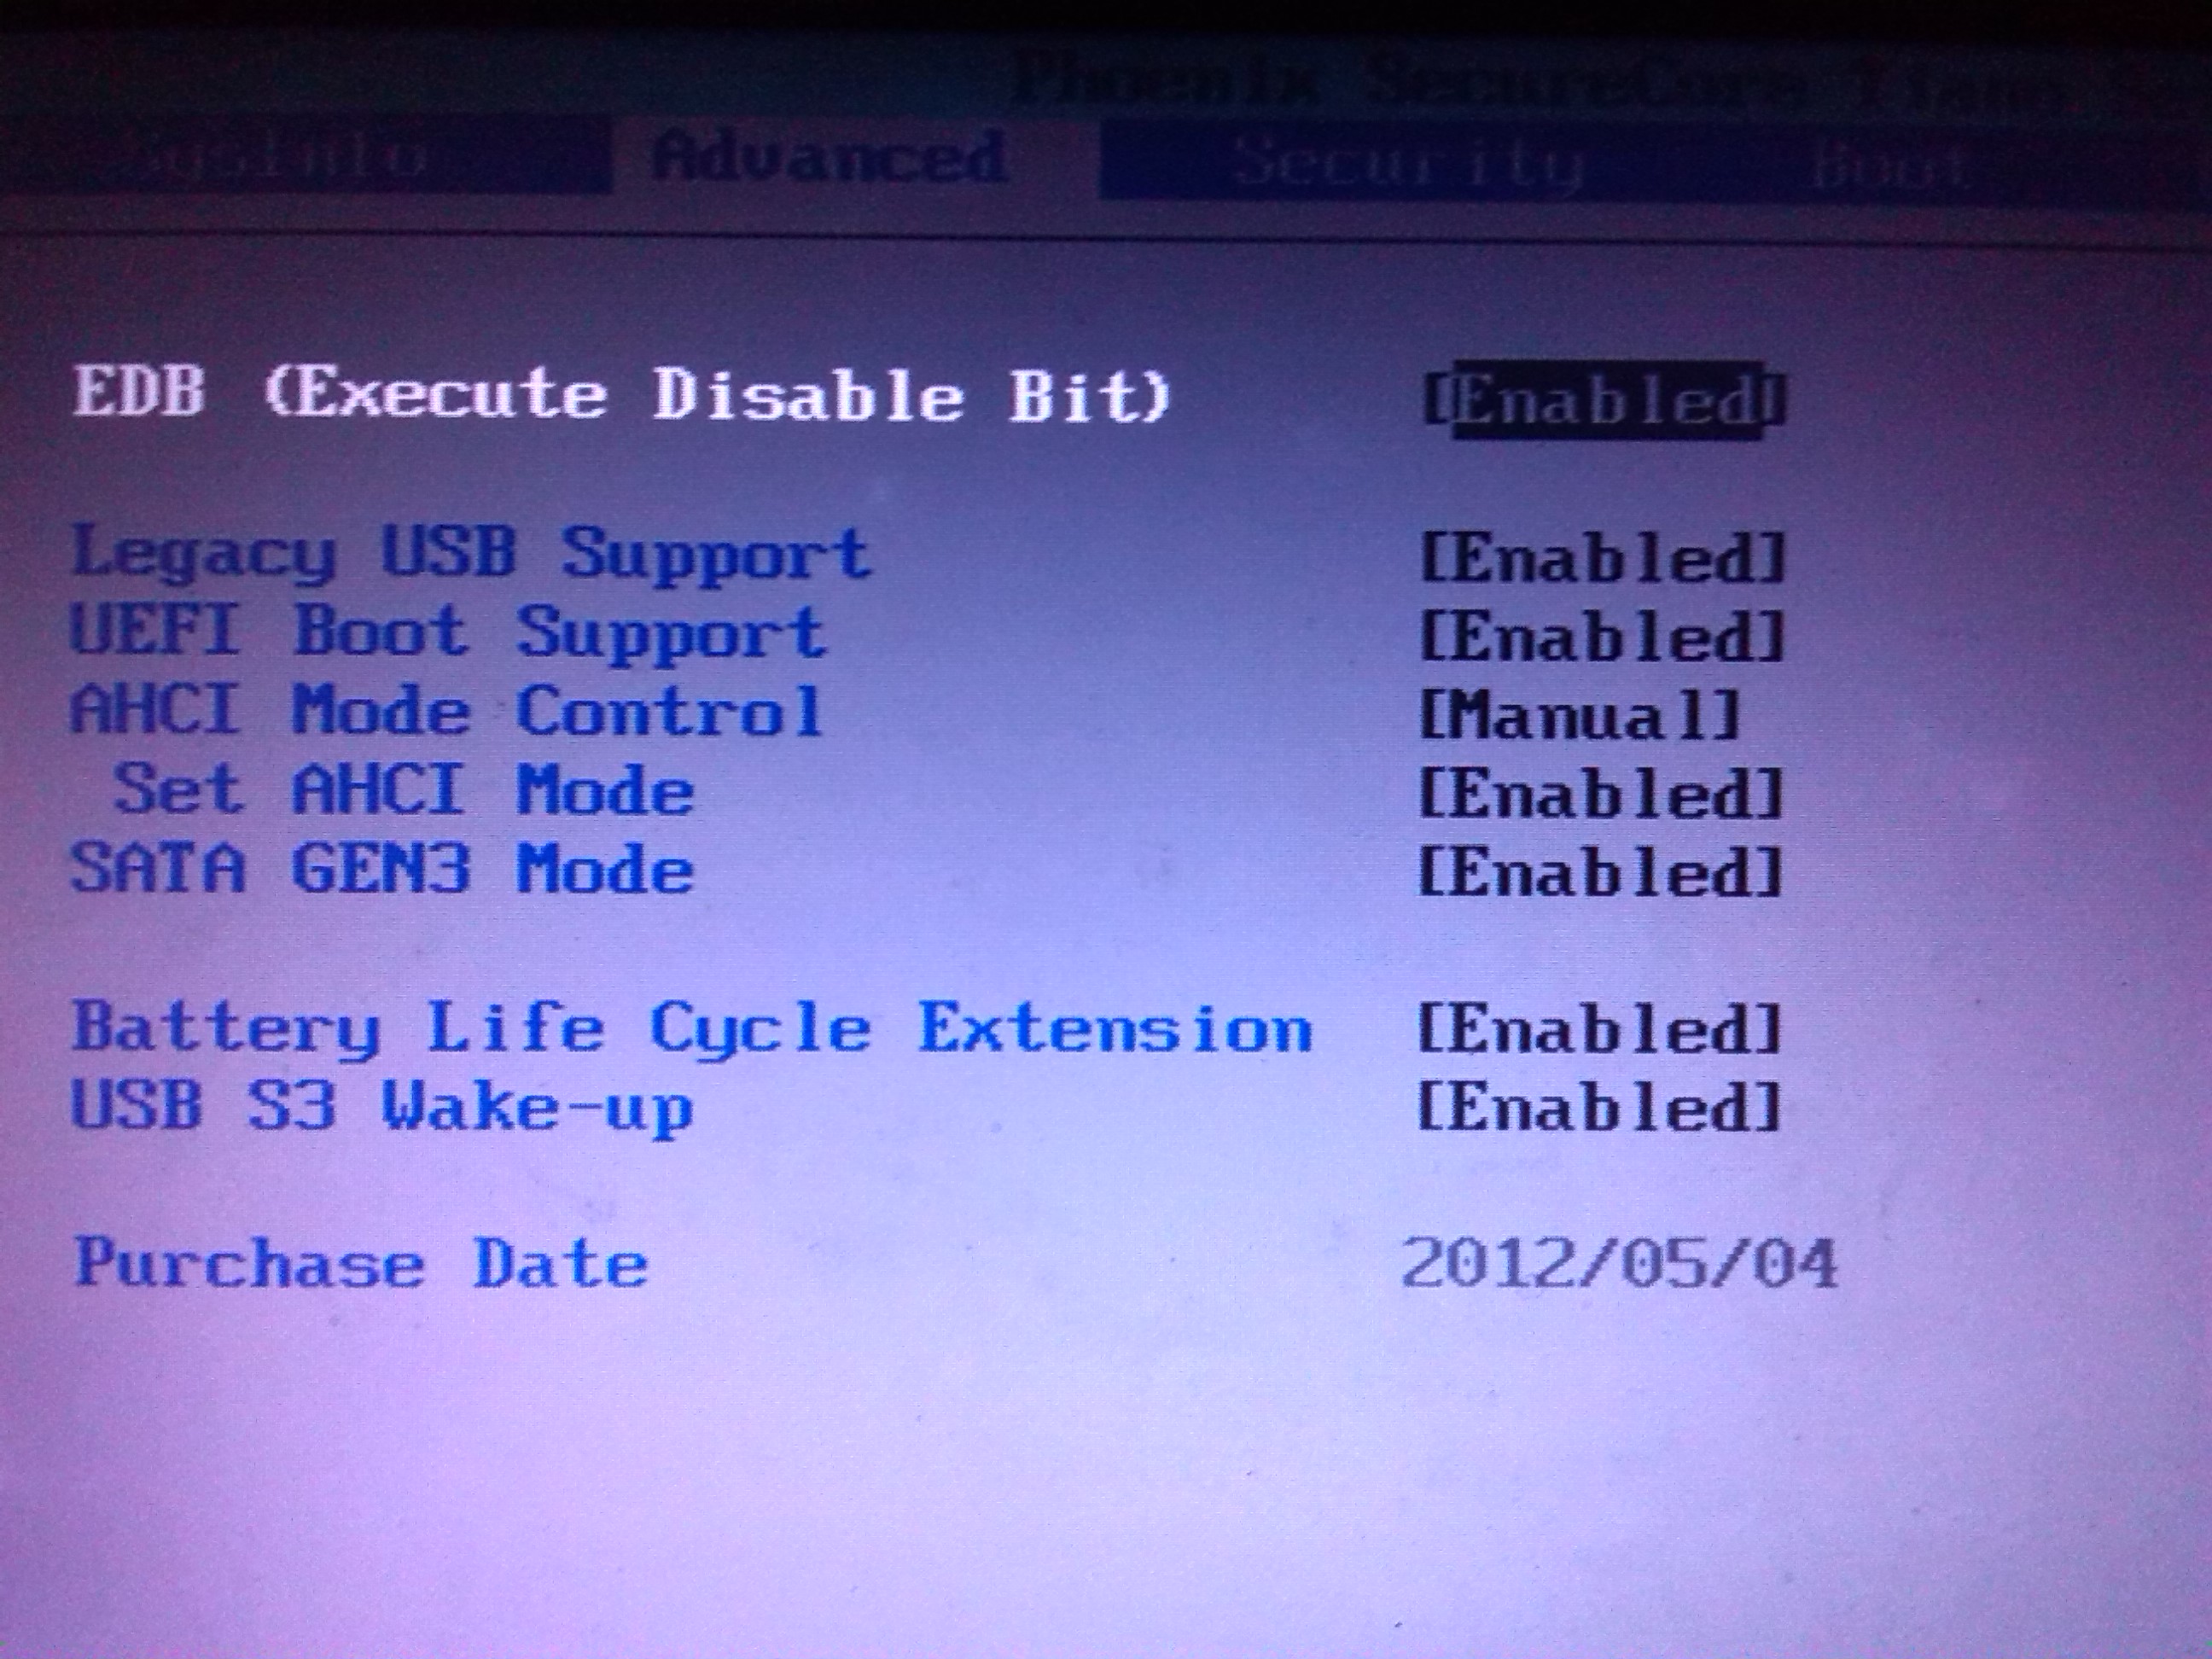 Phoenix SecureCore Tiano
SysInfo Advanced Security Boot
EDB (Execute Disable Bit) [Enabled]
Legacy USB Support [Enabled]
UEFI Boot Support [Enabled]
AHCI Mode Control [Manual]
Set AHCI Mode [Enabled]
SATA GEN3 Mode [Enabled]
Battery Life Cycle Extension [Enabled]
USB S3 Wake-up [Enabled]
Purchase Date 2012/05/04